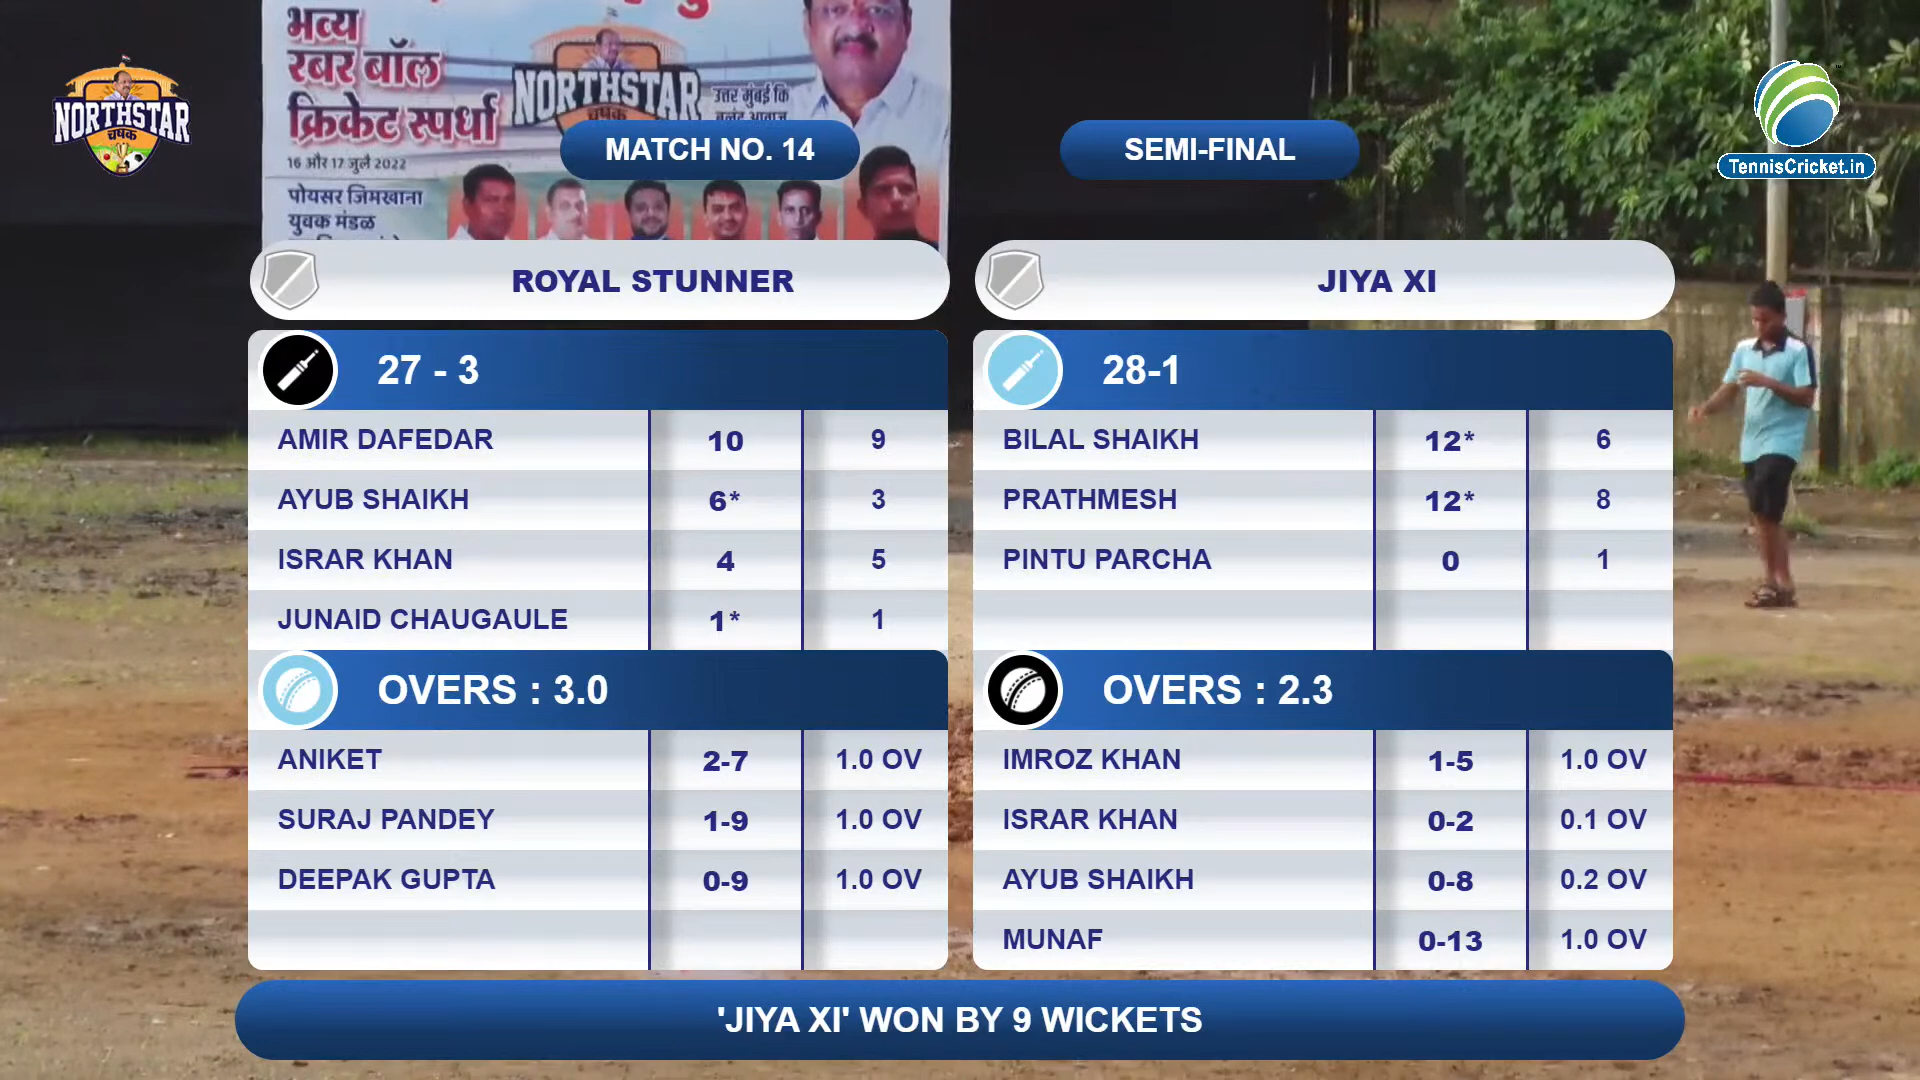 भव्य
रबर बॉल
क्रिकेट स्पर्धा
NORTHSTAR
चषक
उत्तर मुंबई कि
16 और 17 जुलै 2022
पोयसर जिमखाना
युवक मंडळ
NORTHSTAR
चषक
TennisCricket.in
MATCH NO. 14
SEMI-FINAL
ROYAL STUNNER
27 - 3
AMIR DAFEDAR 10 9
AYUB SHAIKH 6* 3
ISRAR KHAN 4 5
JUNAID CHAUGAULE 1* 1
OVERS : 3.0
ANIKET 2-7 1.0 OV
SURAJ PANDEY 1-9 1.0 OV
DEEPAK GUPTA 0-9 1.0 OV
JIYA XI
28-1
BILAL SHAIKH 12* 6
PRATHMESH 12* 8
PINTU PARCHA 0 1
OVERS : 2.3
IMROZ KHAN 1-5 1.0 OV
ISRAR KHAN 0-2 0.1 OV
AYUB SHAIKH 0-8 0.2 OV
MUNAF 0-13 1.0 OV
'JIYA XI' WON BY 9 WICKETS